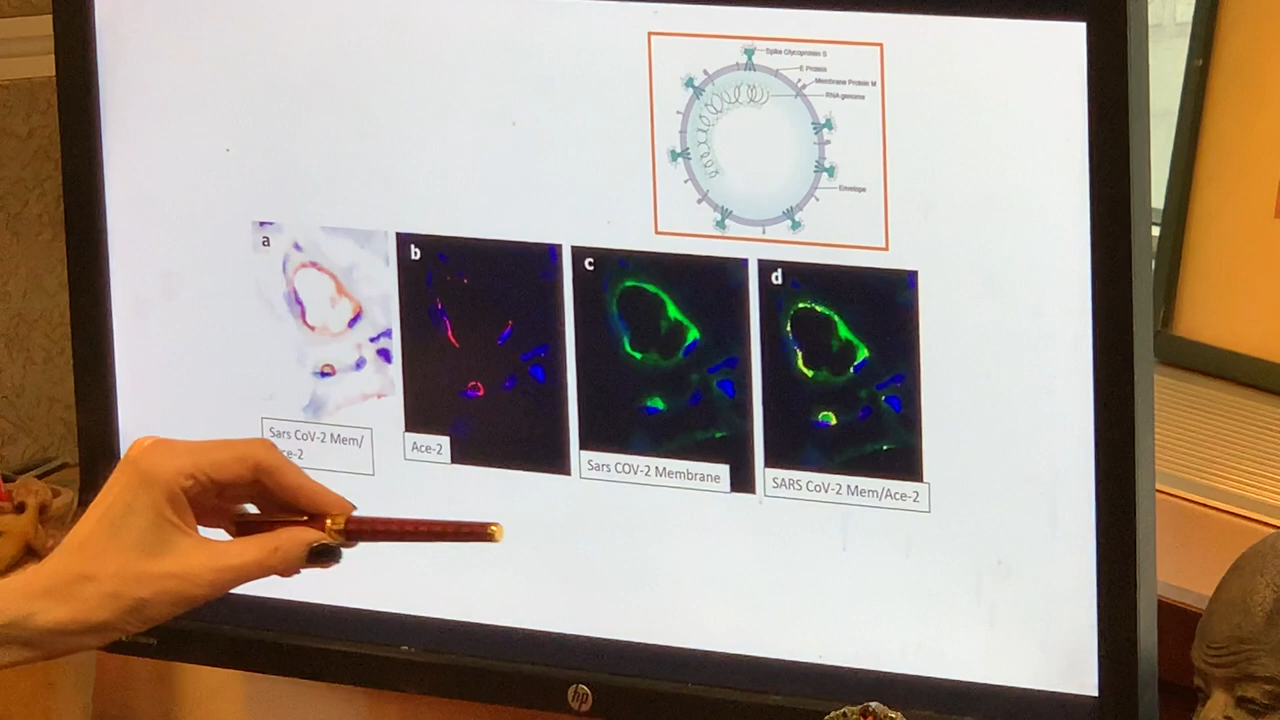 Spike Glycoprotein S
E Protein
Membrane Protein M
RNA genome
Envelope
a
b
c
d
Sars CoV-2 Mem/
ce-2
Ace-2
Sars COV-2 Membrane
SARS CoV-2 Mem/Ace-2
hp